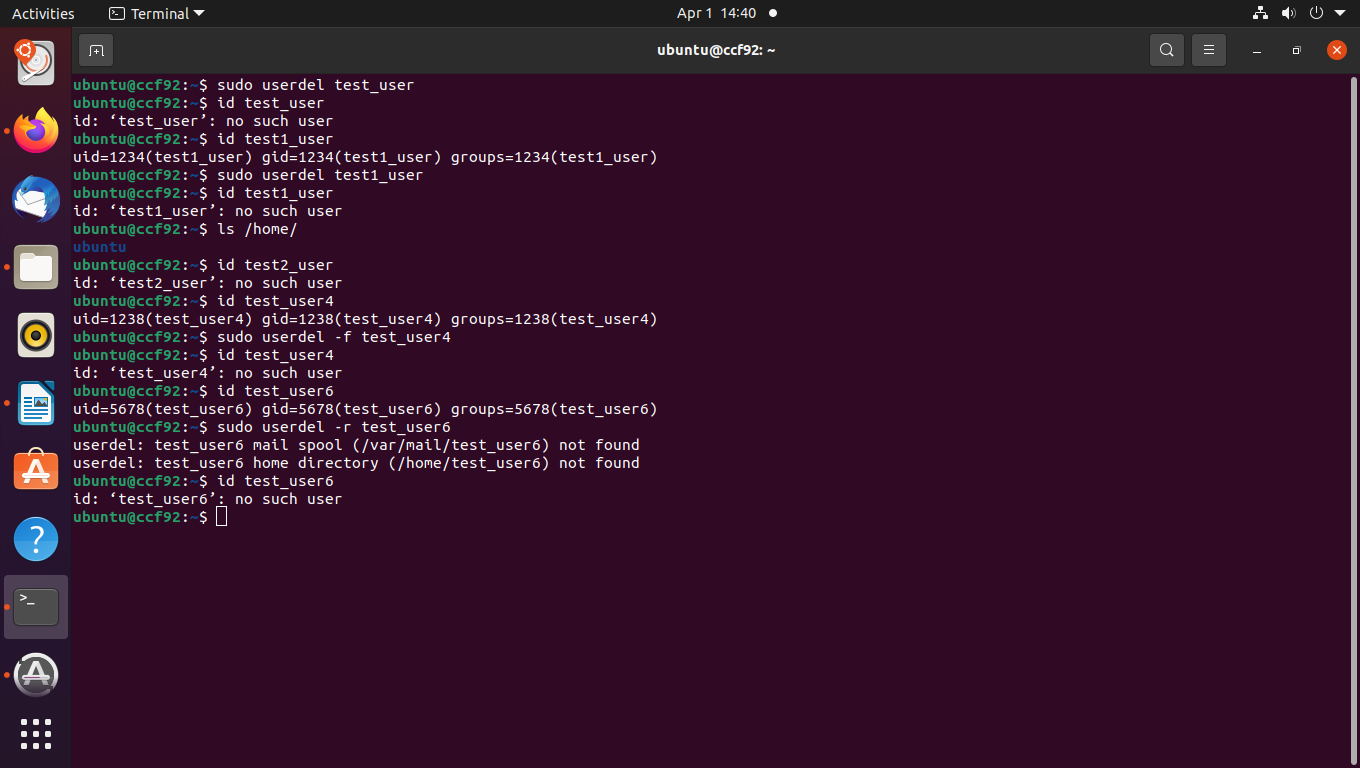 Activities Terminal Apr 1 14:40
ubuntu@ccf92: ~
ubuntu@ccf92:~$ sudo userdel test_user
ubuntu@ccf92:~$ id test_user
id: ‘test_user’: no such user
ubuntu@ccf92:~$ id test1_user
uid=1234(test1_user) gid=1234(test1_user) groups=1234(test1_user)
ubuntu@ccf92:~$ sudo userdel test1_user
ubuntu@ccf92:~$ id test1_user
id: ‘test1_user’: no such user
ubuntu@ccf92:~$ ls /home/
ubuntu
ubuntu@ccf92:~$ id test2_user
id: ‘test2_user’: no such user
ubuntu@ccf92:~$ id test_user4
uid=1238(test_user4) gid=1238(test_user4) groups=1238(test_user4)
ubuntu@ccf92:~$ sudo userdel -f test_user4
ubuntu@ccf92:~$ id test_user4
id: ‘test_user4’: no such user
ubuntu@ccf92:~$ id test_user6
uid=5678(test_user6) gid=5678(test_user6) groups=5678(test_user6)
ubuntu@ccf92:~$ sudo userdel -r test_user6
userdel: test_user6 mail spool (/var/mail/test_user6) not found
userdel: test_user6 home directory (/home/test_user6) not found
ubuntu@ccf92:~$ id test_user6
id: ‘test_user6’: no such user
ubuntu@ccf92:~$